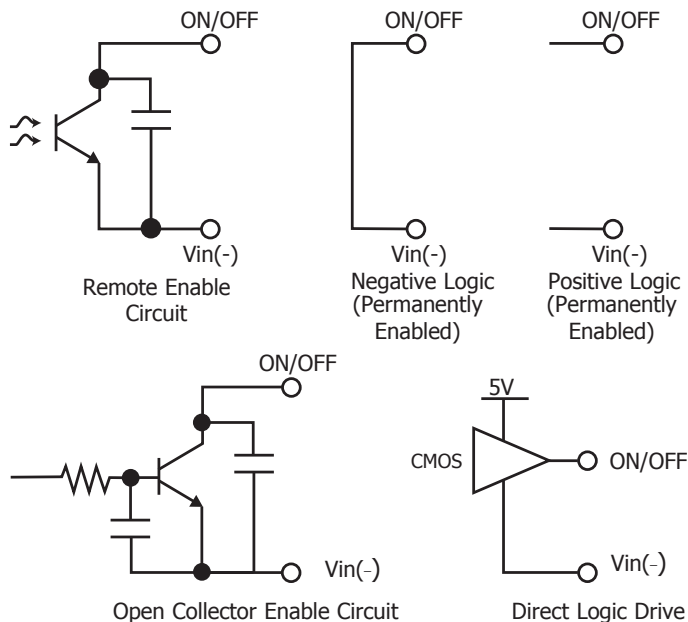 ON/OFF
ON/OFF
ON/OFF
Vin(-)
Vin(-)
Vin(-)
Remote Enable
Circuit
Negative Logic
(Permanently
Enabled)
Positive Logic
(Permanently
Enabled)
ON/OFF
5V
CMOS
ON/OFF
Vin(-)
Vin(-)
Open Collector Enable Circuit
Direct Logic Drive